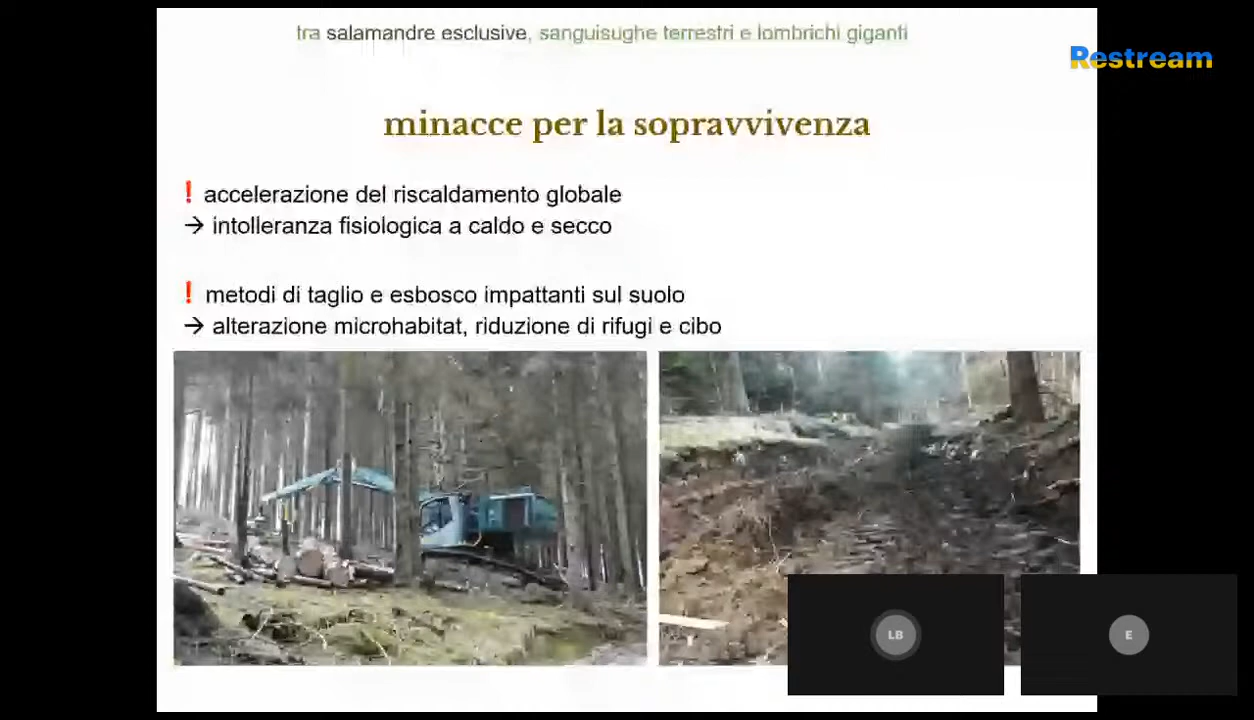 tra salamandre esclusive, sanguisughe terrestri e lombrichi giganti
Restream
minacce per la sopravvivenza
❗ accelerazione del riscaldamento globale
→ intolleranza fisiologica a caldo e secco
❗ metodi di taglio e esbosco impattanti sul suolo
→ alterazione microhabitat, riduzione di rifugi e cibo
LB
E